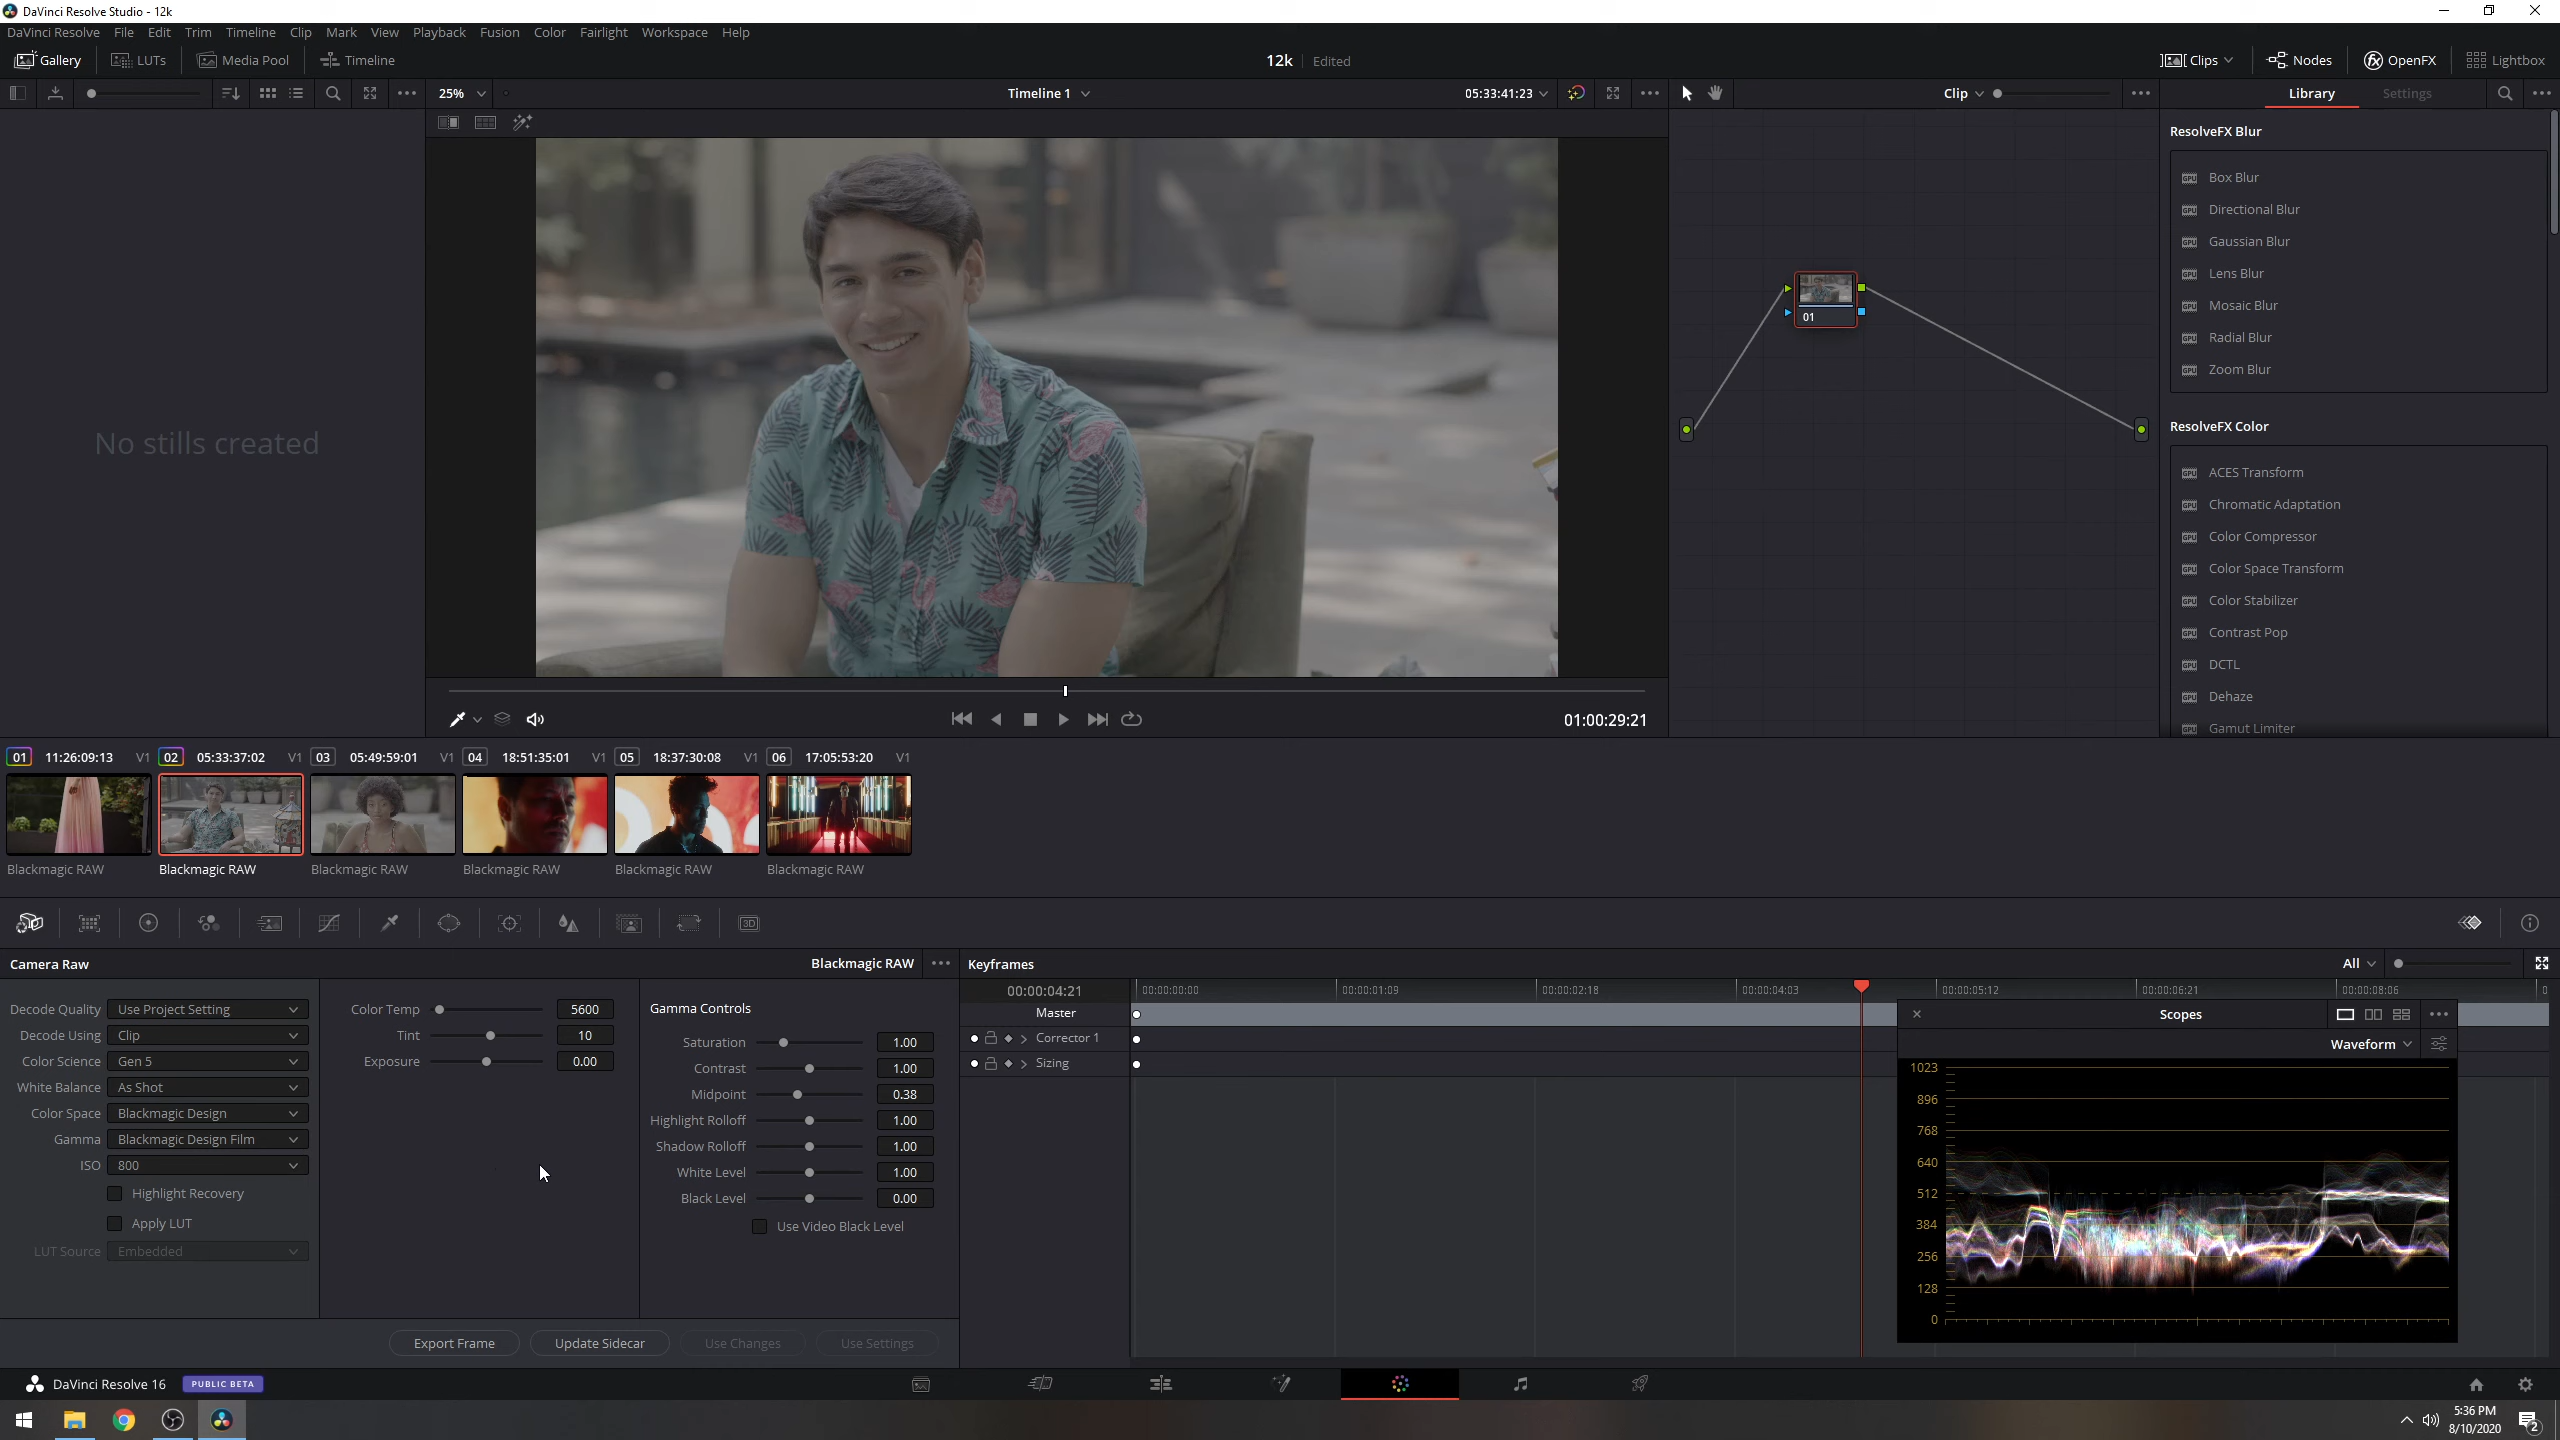 DaVinci Resolve Studio - 12k
DaVinci Resolve File Edit Trim Timeline Clip Mark View Playback Fusion Color Fairlight Workspace Help
Gallery LUTs Media Pool Timeline 12k Edited Clips Nodes OpenFX Lightbox
25% Timeline 1 05:33:41:23 Clip Library Settings
ResolveFX Blur
Box Blur
Directional Blur
Gaussian Blur
Lens Blur
Mosaic Blur
Radial Blur
Zoom Blur
01
No stills created
ResolveFX Color
ACES Transform
Chromatic Adaptation
Color Compressor
Color Space Transform
Color Stabilizer
Contrast Pop
DCTL
Dehaze
Gamut Limiter
01:00:29:21
01 11:26:09:13 V1 02 05:33:37:02 V1 03 05:49:59:01 V1 04 18:51:35:01 V1 05 18:37:30:08 V1 06 17:05:53:20 V1
Blackmagic RAW Blackmagic RAW Blackmagic RAW Blackmagic RAW Blackmagic RAW Blackmagic RAW
3D
Camera Raw Blackmagic RAW Keyframes All
Decode Quality Use Project Setting
Decode Using Clip
Color Science Gen 5
White Balance As Shot
Color Space Blackmagic Design
Gamma Blackmagic Design Film
ISO 800
Highlight Recovery
Apply LUT
LUT Source Embedded
Color Temp 5600
Tint 10
Exposure 0.00
Gamma Controls
Saturation 1.00
Contrast 1.00
Midpoint 0.38
Highlight Rolloff 1.00
Shadow Rolloff 1.00
White Level 1.00
Black Level 0.00
Use Video Black Level
Export Frame Update Sidecar Use Changes Use Settings
00:00:04:21 00:00:00:00 00:00:01:09 00:00:02:18 00:00:04:03 00:00:05:12 00:00:06:21 00:00:08:06 0
Master
Corrector 1
Sizing
Scopes
Waveform
1023
896
768
640
512
384
256
128
0
DaVinci Resolve 16 PUBLIC BETA
5:36 PM
8/10/2020
2